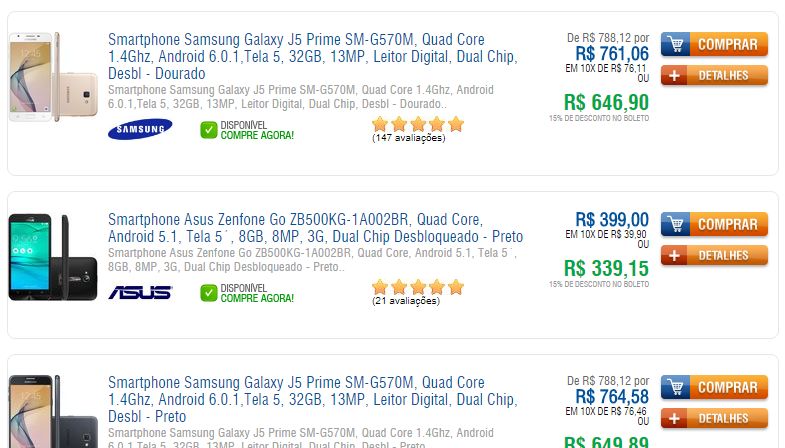 Smartphone Samsung Galaxy J5 Prime SM-G570M, Quad Core
1.4Ghz, Android 6.0.1,Tela 5, 32GB, 13MP, Leitor Digital, Dual Chip,
Desbl - Dourado
Smartphone Samsung Galaxy J5 Prime SM-G570M, Quad Core 1.4Ghz, Android
6.0.1,Tela 5, 32GB, 13MP, Leitor Digital, Dual Chip, Desbl - Dourado..
SAMSUNG
DISPONÍVEL
COMPRE AGORA!
(147 avaliações)
De R$ 788,12 por
R$ 761,06
EM 10X DE R$ 76,11
OU
R$ 646,90
15% DE DESCONTO NO BOLETO
COMPRAR
DETALHES
Smartphone Asus Zenfone Go ZB500KG-1A002BR, Quad Core,
Android 5.1, Tela 5´, 8GB, 8MP, 3G, Dual Chip Desbloqueado - Preto
Smartphone Asus Zenfone Go ZB500KG-1A002BR, Quad Core, Android 5.1, Tela 5´,
8GB, 8MP, 3G, Dual Chip Desbloqueado - Preto..
ASUS
DISPONÍVEL
COMPRE AGORA!
(21 avaliações)
R$ 399,00
EM 10X DE R$ 39,90
OU
R$ 339,15
15% DE DESCONTO NO BOLETO
COMPRAR
DETALHES
Smartphone Samsung Galaxy J5 Prime SM-G570M, Quad Core
1.4Ghz, Android 6.0.1,Tela 5, 32GB, 13MP, Leitor Digital, Dual Chip,
Desbl - Preto
Smartphone Samsung Galaxy J5 Prime SM-G570M, Quad Core 1.4Ghz, Android
6.0.1,Tela 5, 32GB, 13MP, Leitor Digital, Dual Chip, Desbl - Preto
De R$ 788,12 por
R$ 764,58
EM 10X DE R$ 76,46
OU
R$ 649,89
COMPRAR
DETALHES